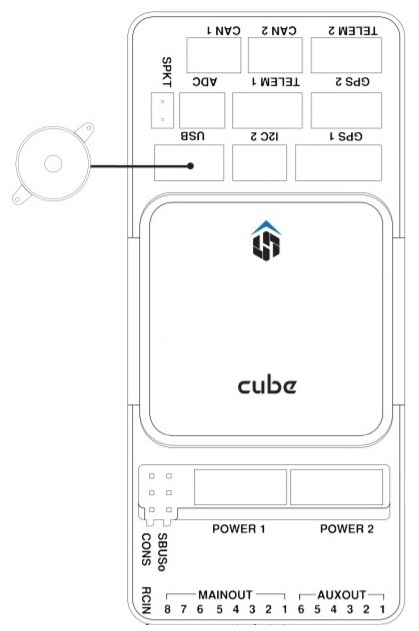 CAN 1 CAN 2 TELEM 2
SPKT ADC TELEM 1 GPS 2
USB I2C 2 GPS 1
cube
POWER 1 POWER 2
CONS SBUSo
RCIN MAINOUT AUXOUT
8 7 6 5 4 3 2 1 6 5 4 3 2 1